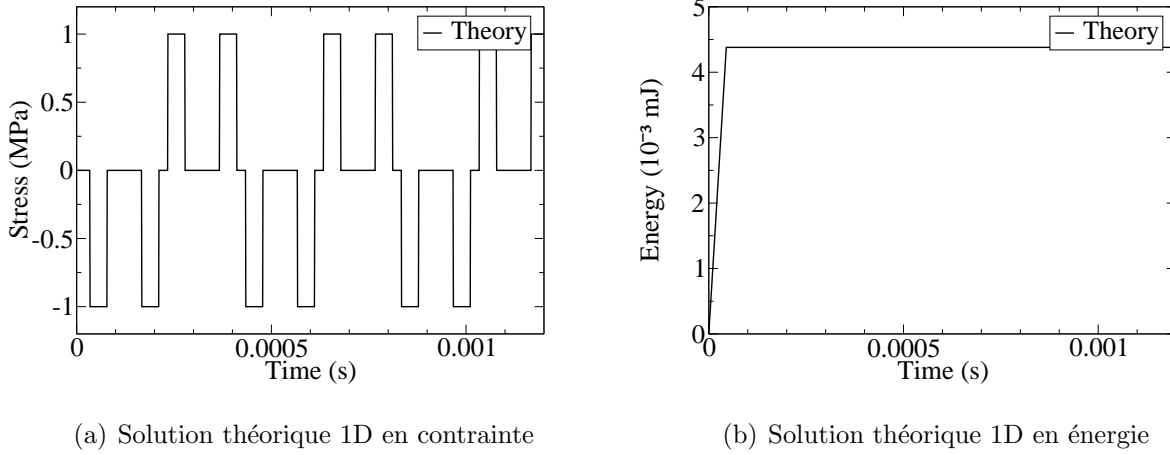 Theory
1
0.5
0
-0.5
-1
Stress (MPa)
0
0.0005
0.001
Time (s)
(a) Solution théorique 1D en contrainte
Theory
5
4
3
2
1
0
Energy (10⁻³ mJ)
0
0.0005
0.001
Time (s)
(b) Solution théorique 1D en énergie